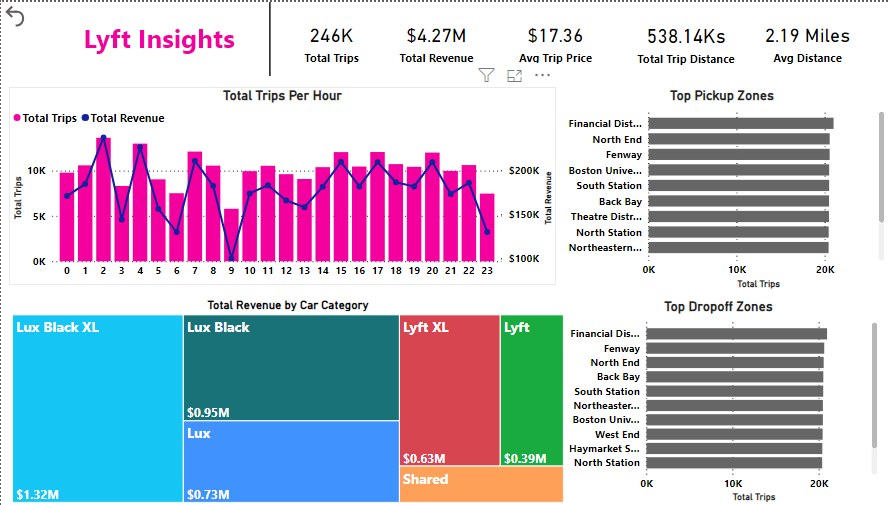 Lyft Insights
246K
Total Trips
$4.27M
Total Revenue
$17.36
Avg Trip Price
538.14Ks
Total Trip Distance
2.19 Miles
Avg Distance
Total Trips Per Hour
Total Trips
Total Revenue
10K
5K
0K
Total Trips
$200K
$150K
$100K
Total Revenue
0 1 2 3 4 5 6 7 8 9 10 11 12 13 14 15 16 17 18 19 20 21 22 23
Top Pickup Zones
Financial Dist...
North End
Fenway
Boston Unive...
South Station
Back Bay
Theatre Distr...
North Station
Northeastern...
0K 10K 20K
Total Trips
Total Revenue by Car Category
Lux Black XL
$1.32M
Lux Black
$0.95M
Lux
$0.73M
Lyft XL
$0.63M
Lyft
$0.39M
Shared
Top Dropoff Zones
Financial Dis...
Fenway
North End
Back Bay
South Station
Northeaster...
Boston Univ...
West End
Haymarket S...
North Station
0K 10K 20K
Total Trips